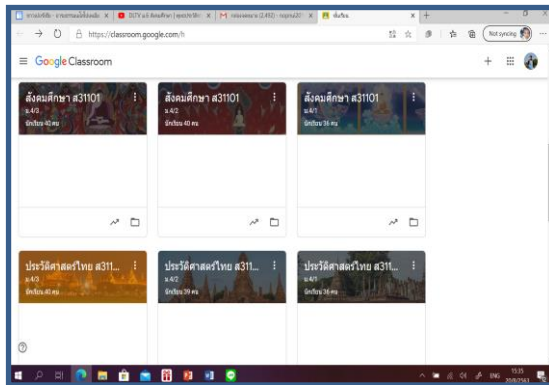 https://classroom.google.com/h
Not syncing
Google Classroom
สังคมศึกษา ส31101
ม.4/3
นักเรียน 40 คน
สังคมศึกษา ส31101
ม.4/2
นักเรียน 40 คน
สังคมศึกษา ส31101
ม.4/1
นักเรียน 36 คน
ประวัติศาสตร์ไทย ส311...
ม.4/3
นักเรียน 40 คน
ประวัติศาสตร์ไทย ส311...
ม.4/2
นักเรียน 39 คน
ประวัติศาสตร์ไทย ส311...
ม.4/1
นักเรียน 36 คน
ENG
15:35
20/8/2563